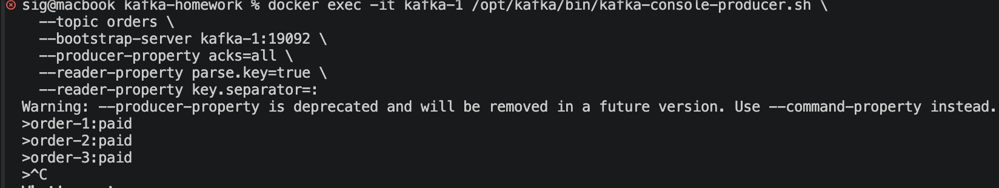 sig@macbook kafka-homework % docker exec -it kafka-1 /opt/kafka/bin/kafka-console-producer.sh \
  --topic orders \
  --bootstrap-server kafka-1:19092 \
  --producer-property acks=all \
  --reader-property parse.key=true \
  --reader-property key.separator=:
Warning: --producer-property is deprecated and will be removed in a future version. Use --command-property instead.
>order-1:paid
>order-2:paid
>order-3:paid
>^C